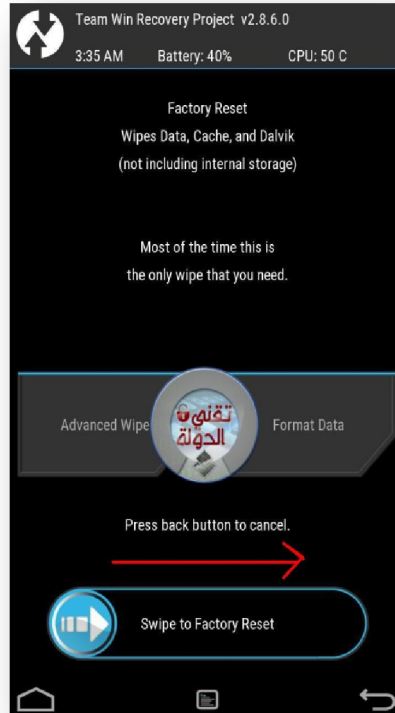 Team Win Recovery Project v2.8.6.0
3:35 AM Battery: 40% CPU: 50 C
Factory Reset
Wipes Data, Cache, and Dalvik
(not including internal storage)
Most of the time this is
the only wipe that you need.
Advanced Wipe
تقني
الدولة
Format Data
Press back button to cancel.
Swipe to Factory Reset